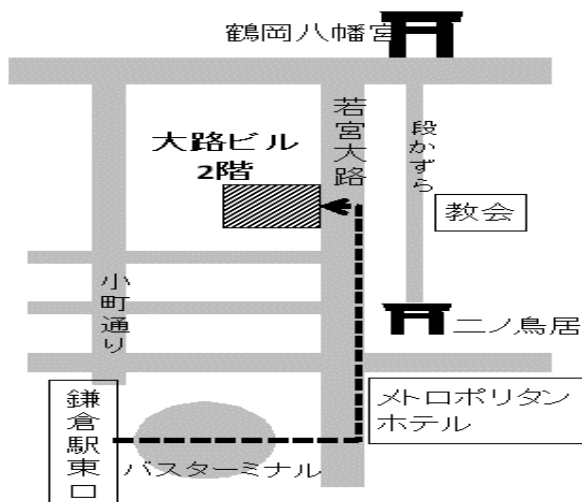 鶴岡八幡宮
若宮大路
段かずら
大路ビル
2階
教会
小町通り
二ノ鳥居
メトロポリタン
ホテル
鎌倉駅東口
バスターミナル